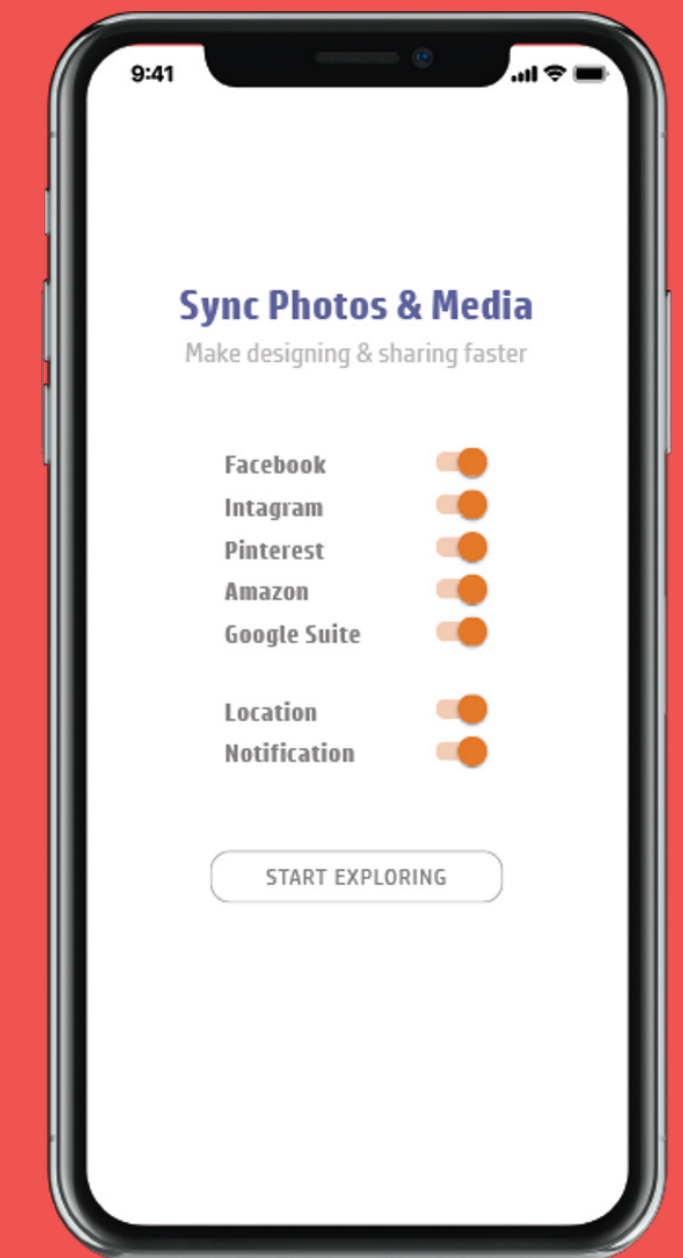 9:41
Sync Photos & Media
Make designing & sharing faster
Facebook
Intagram
Pinterest
Amazon
Google Suite
Location
Notification
START EXPLORING